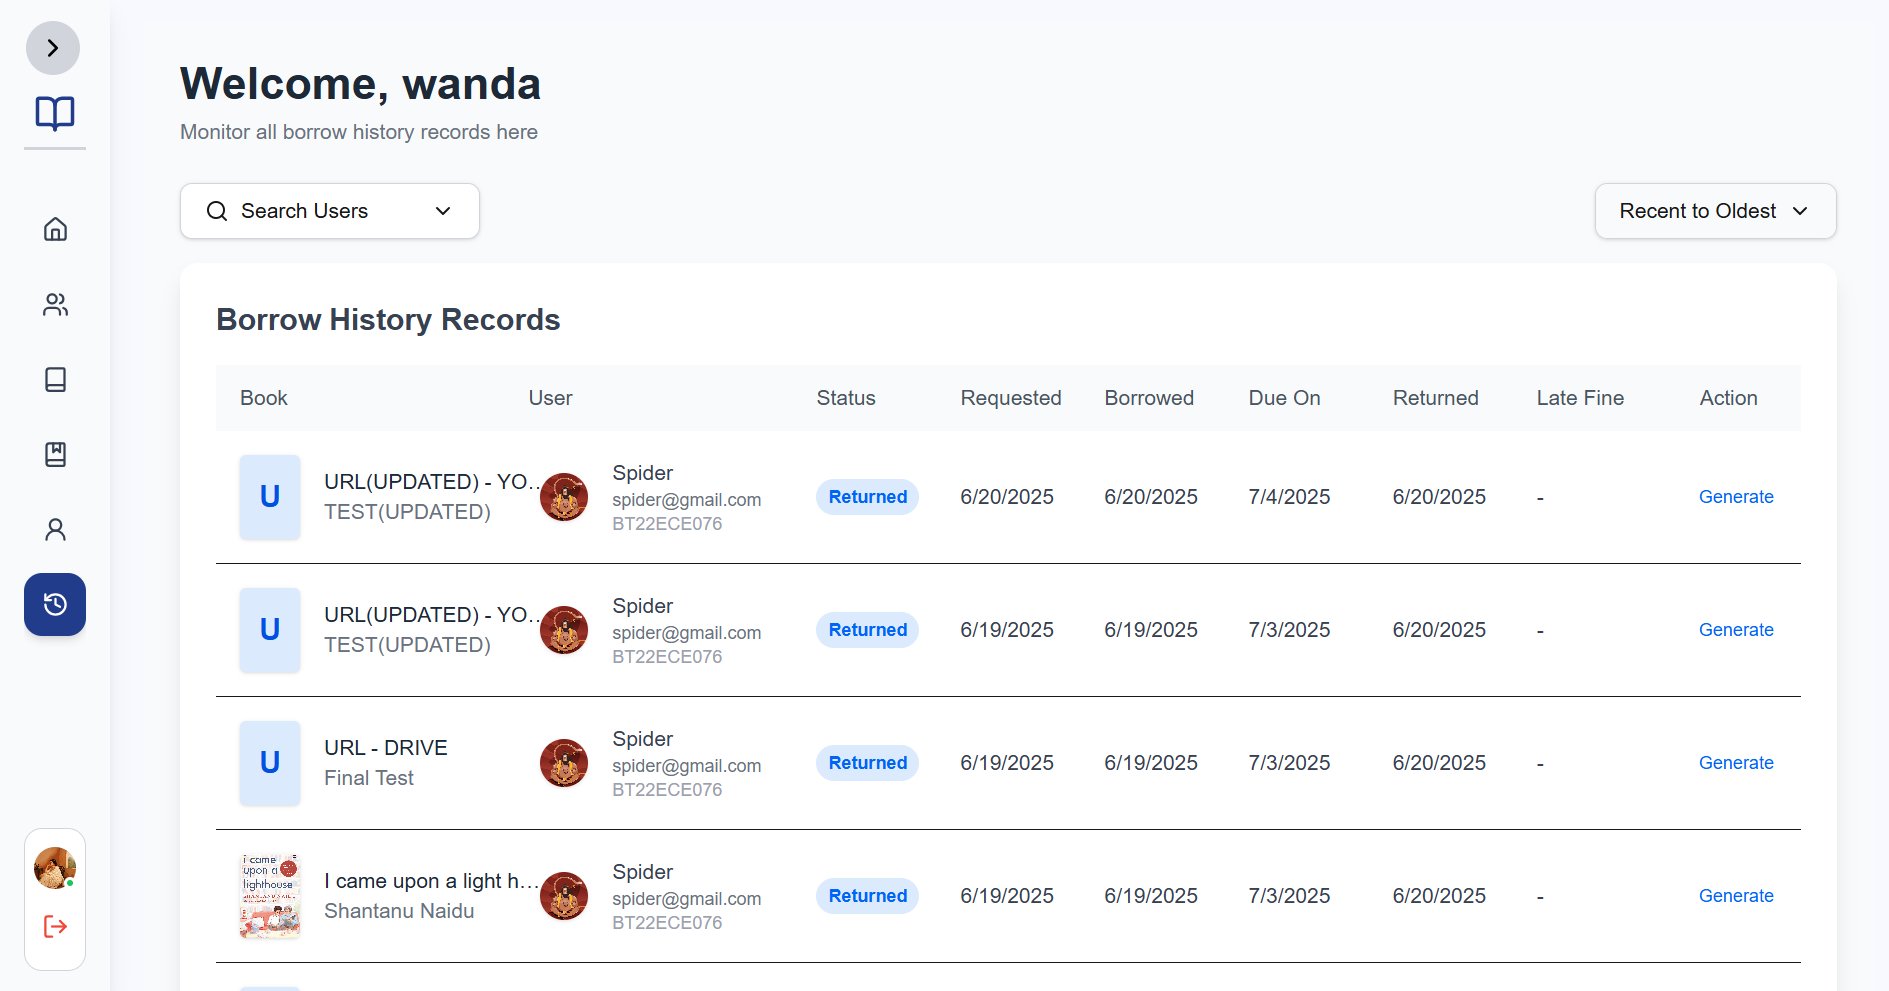 Welcome, wanda
Monitor all borrow history records here
Search Users
Recent to Oldest
Borrow History Records
Book User Status Requested Borrowed Due On Returned Late Fine Action
U
URL(UPDATED) - YO...
TEST(UPDATED)
Spider
spider@gmail.com
BT22ECE076
Returned 6/20/2025 6/20/2025 7/4/2025 6/20/2025 - Generate
U
URL(UPDATED) - YO...
TEST(UPDATED)
Spider
spider@gmail.com
BT22ECE076
Returned 6/19/2025 6/19/2025 7/3/2025 6/20/2025 - Generate
U
URL - DRIVE
Final Test
Spider
spider@gmail.com
BT22ECE076
Returned 6/19/2025 6/19/2025 7/3/2025 6/20/2025 - Generate
i came
upon a
lighthouse
I came upon a light h...
Shantanu Naidu
Spider
spider@gmail.com
BT22ECE076
Returned 6/19/2025 6/19/2025 7/3/2025 6/20/2025 - Generate